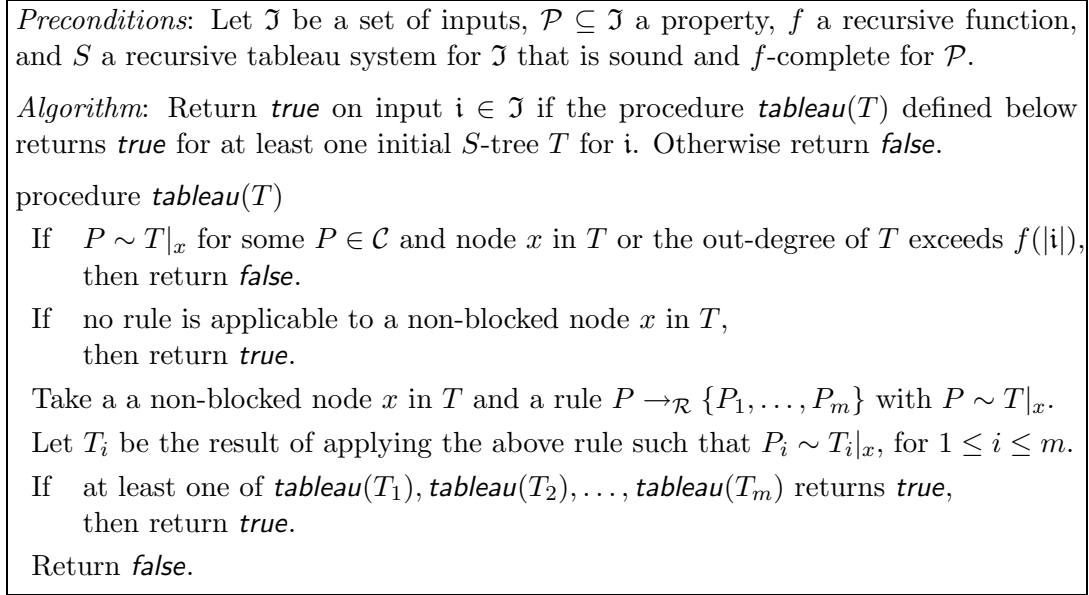 Preconditions: Let ℑ be a set of inputs, 𝒫 ⊆ ℑ a property, f a recursive function,
and S a recursive tableau system for ℑ that is sound and f-complete for 𝒫.
Algorithm: Return true on input 𝔦 ∈ ℑ if the procedure tableau(T) defined below
returns true for at least one initial S-tree T for 𝔦. Otherwise return false.
procedure tableau(T)
If P ∼ T|ₓ for some P ∈ 𝒞 and node x in T or the out-degree of T exceeds f(|𝔦|),
then return false.
If no rule is applicable to a non-blocked node x in T,
then return true.
Take a a non-blocked node x in T and a rule P →_ℛ {P₁, . . . , Pₘ} with P ∼ T|ₓ.
Let Tᵢ be the result of applying the above rule such that Pᵢ ∼ Tᵢ|ₓ, for 1 ≤ i ≤ m.
If at least one of tableau(T₁), tableau(T₂), . . . , tableau(Tₘ) returns true,
then return true.
Return false.